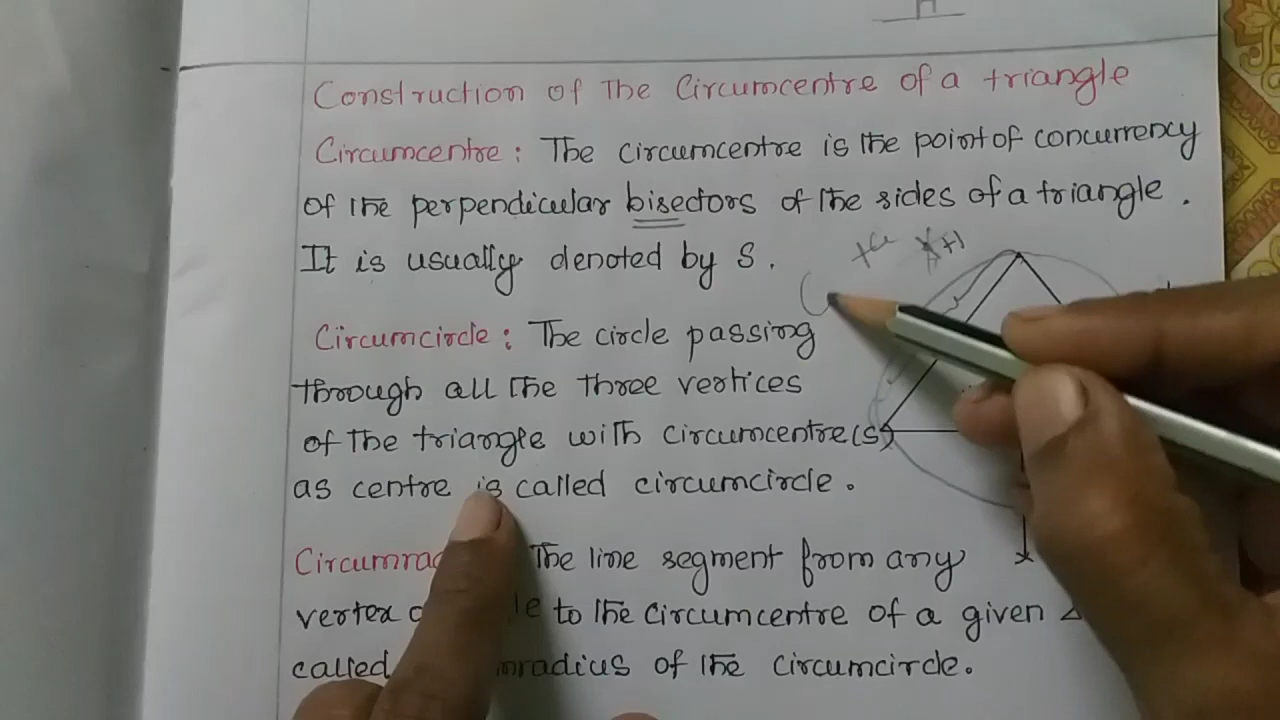 Construction of The Circumcentre of a triangle
Circumcentre: The circumcentre is the point of concurrency
of the perpendicular bisectors of the sides of a triangle.
It is usually denoted by S.
Circumcircle: The circle passing
through all the three vertices
of the triangle with circumcentre(s)
as centre is called circumcircle.
The line segment from any
vertex to the circumcentre of a given Δ
called radius of the circumcircle.